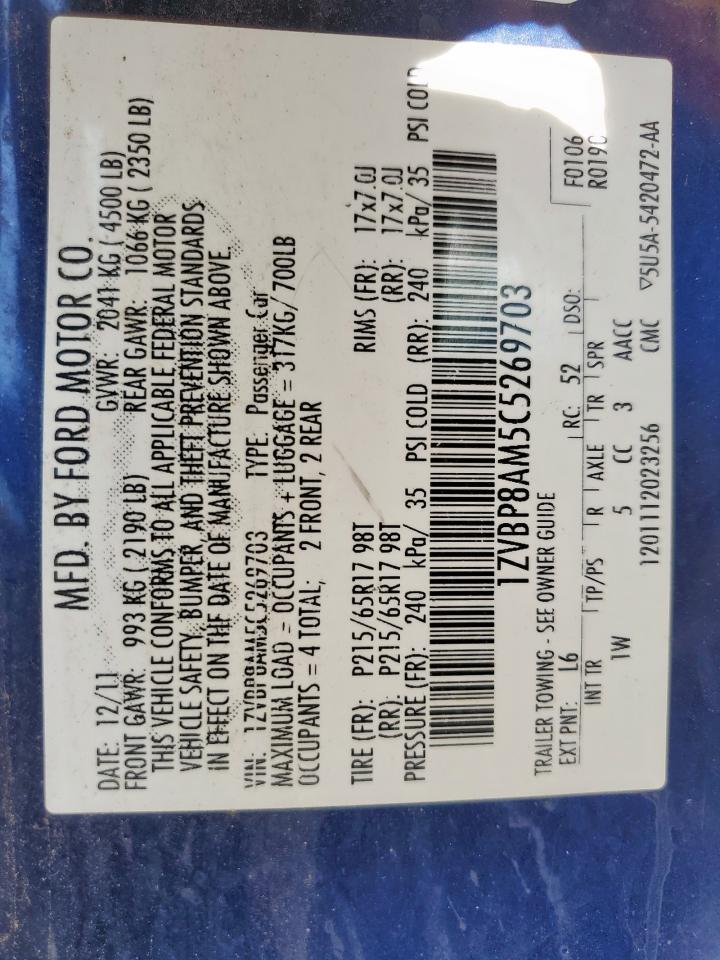 MFD. BY FORD MOTOR CO.
DATE: 12/11 GVWR: 2041 KG ( 4500 LB)
FRONT GAWR: 993 KG ( 2190 LB) REAR GAWR: 1066 KG ( 2350 LB)
THIS VEHICLE CONFORMS TO ALL APPLICABLE FEDERAL MOTOR
VEHICLE SAFETY, BUMPER, AND THEFT PREVENTION STANDARDS
IN EFFECT ON THE DATE OF MANUFACTURE SHOWN ABOVE.
VIN: 1ZVBP8AM5C5269703 TYPE: Passenger Car
MAXIMUM LOAD = OCCUPANTS + LUGGAGE = 317KG/700LB
OCCUPANTS = 4 TOTAL; 2 FRONT, 2 REAR
TIRE (FR): P215/65R17 98T RIMS (FR): 17x7.0J
(RR): P215/65R17 98T (RR): 17x7.0J
PRESSURE (FR): 240 kPa/ 35 PSI COLD (RR): 240 kPa/ 35 PSI COLD
1ZVBP8AM5C5269703
TRAILER TOWING - SEE OWNER GUIDE
EXT PNT: L6 RC: 52 DSO: F0106
R0190
INT TR TP/PS R AXLE TR SPR
1W 5 CC 3 AACC
1201112023256 CMC ▽5U5A-5420472-AA